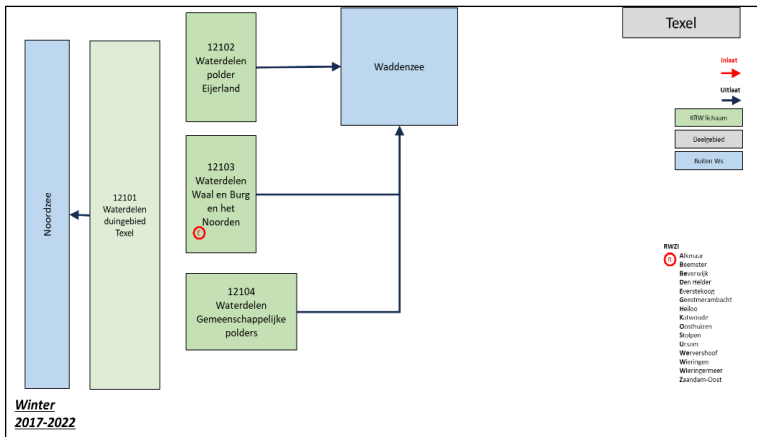 Texel
12102
Waterdelen
polder
Eijerland
Waddenzee
Inlaat
Uitlaat
KRW lichaam
Deelgebied
Buiten Ws
Noordzee
12101
Waterdelen
duingebied
Texel
12103
Waterdelen
Waal en Burg
en het
Noorden
E
12104
Waterdelen
Gemeenschappelijke
polders
RWZI
R
Alkmaar
Beemster
Beverwijk
Den Helder
Everstekoog
Geestmerambacht
Heiloo
Katwoude
Oosthuizen
Stolpen
Ursem
Wervershoof
Wieringen
Wieringermeer
Zaandam-Oost
Winter
2017-2022